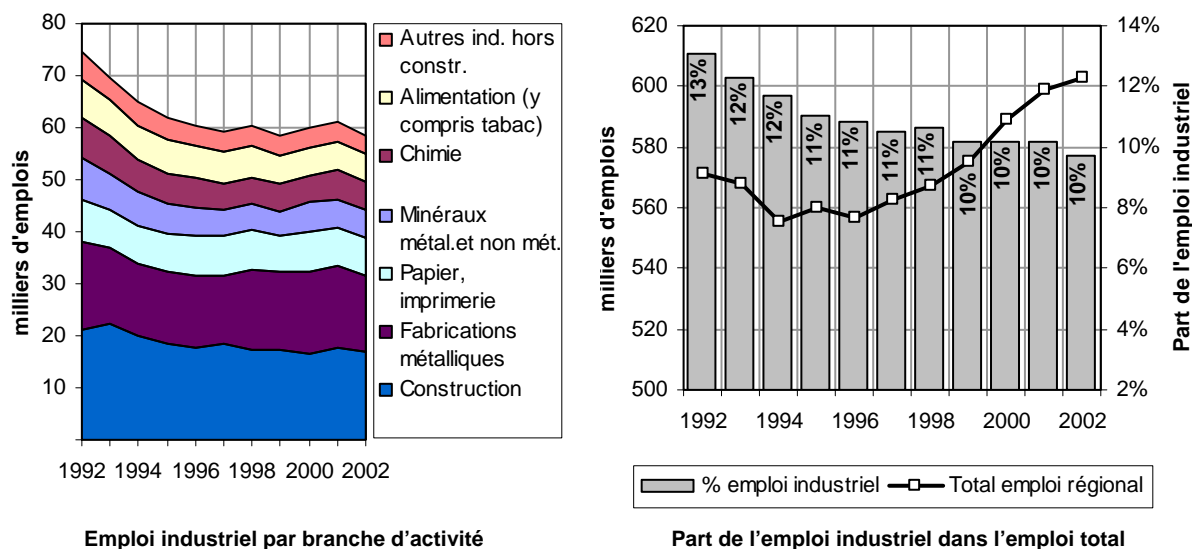 80
70
60
50
40
30
20
10
milliers d'emplois
1992 1994 1996 1998 2000 2002
Autres ind. hors
constr.
Alimentation (y
compris tabac)
Chimie
Minéraux
métal.et non mét.
Papier,
imprimerie
Fabrications
métalliques
Construction
Emploi industriel par branche d’activité
620
600
580
560
540
520
500
milliers d'emplois
13%
12%
12%
11%
11%
11%
11%
10%
10%
10%
10%
14%
12%
10%
8%
6%
4%
2%
Part de l'emploi industriel
1992 1994 1996 1998 2000 2002
% emploi industriel
Total emploi régional
Part de l’emploi industriel dans l’emploi total